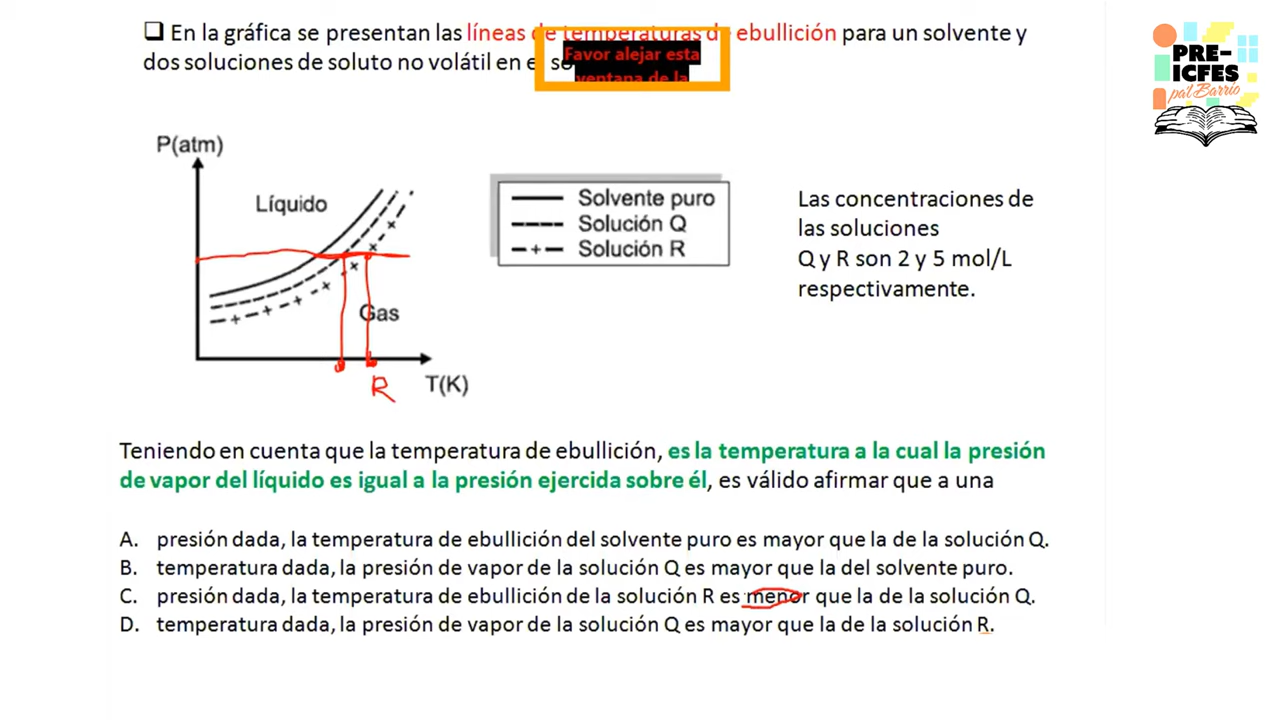 ❑ En la gráfica se presentan las líneas de temperaturas de ebullición para un solvente y
dos soluciones de soluto no volátil en e so
Favor alejar esta
ventana de la
PRE-
ICFES
pa'l Barrio
P(atm)
Líquido
Gas
R
T(K)
Solvente puro
Solución Q
Solución R
Las concentraciones de
las soluciones
Q y R son 2 y 5 mol/L
respectivamente.
Teniendo en cuenta que la temperatura de ebullición, es la temperatura a la cual la presión
de vapor del líquido es igual a la presión ejercida sobre él, es válido afirmar que a una
A. presión dada, la temperatura de ebullición del solvente puro es mayor que la de la solución Q.
B. temperatura dada, la presión de vapor de la solución Q es mayor que la del solvente puro.
C. presión dada, la temperatura de ebullición de la solución R es menor que la de la solución Q.
D. temperatura dada, la presión de vapor de la solución Q es mayor que la de la solución R.